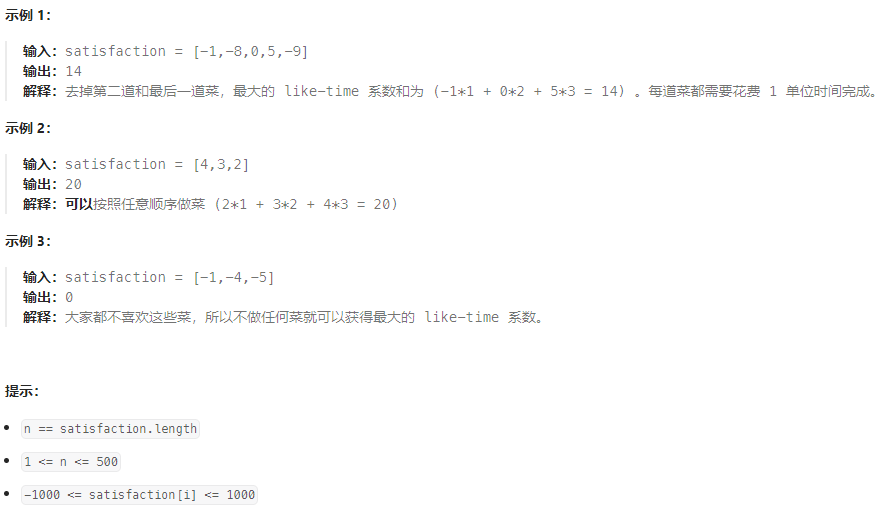 示例 1：
输入：satisfaction = [-1,-8,0,5,-9]
输出：14
解释：去掉第二道和最后一道菜，最大的 like-time 系数和为 (-1*1 + 0*2 + 5*3 = 14) 。每道菜都需要花费 1 单位时间完成。
示例 2：
输入：satisfaction = [4,3,2]
输出：20
解释：可以按照任意顺序做菜 (2*1 + 3*2 + 4*3 = 20)
示例 3：
输入：satisfaction = [-1,-4,-5]
输出：0
解释：大家都不喜欢这些菜，所以不做任何菜就可以获得最大的 like-time 系数。
提示：
• n == satisfaction.length
• 1 <= n <= 500
• -1000 <= satisfaction[i] <= 1000